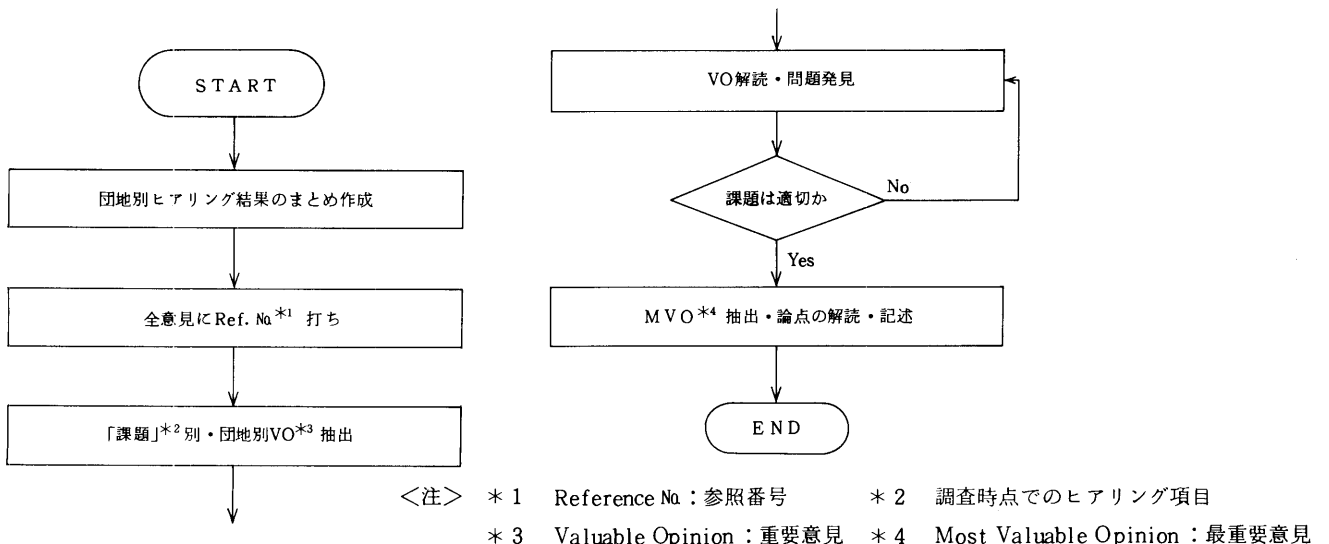 START
団地別ヒアリング結果のまとめ作成
全意見にRef. №*1 打ち
「課題」*2別・団地別VO*3 抽出
VO解読・問題発見
課題は適切か
No
Yes
MVO*4 抽出・論点の解読・記述
END
<注> *1 Reference №:参照番号 *2 調査時点でのヒアリング項目
*3 Valuable Opinion:重要意見 *4 Most Valuable Opinion:最重要意見